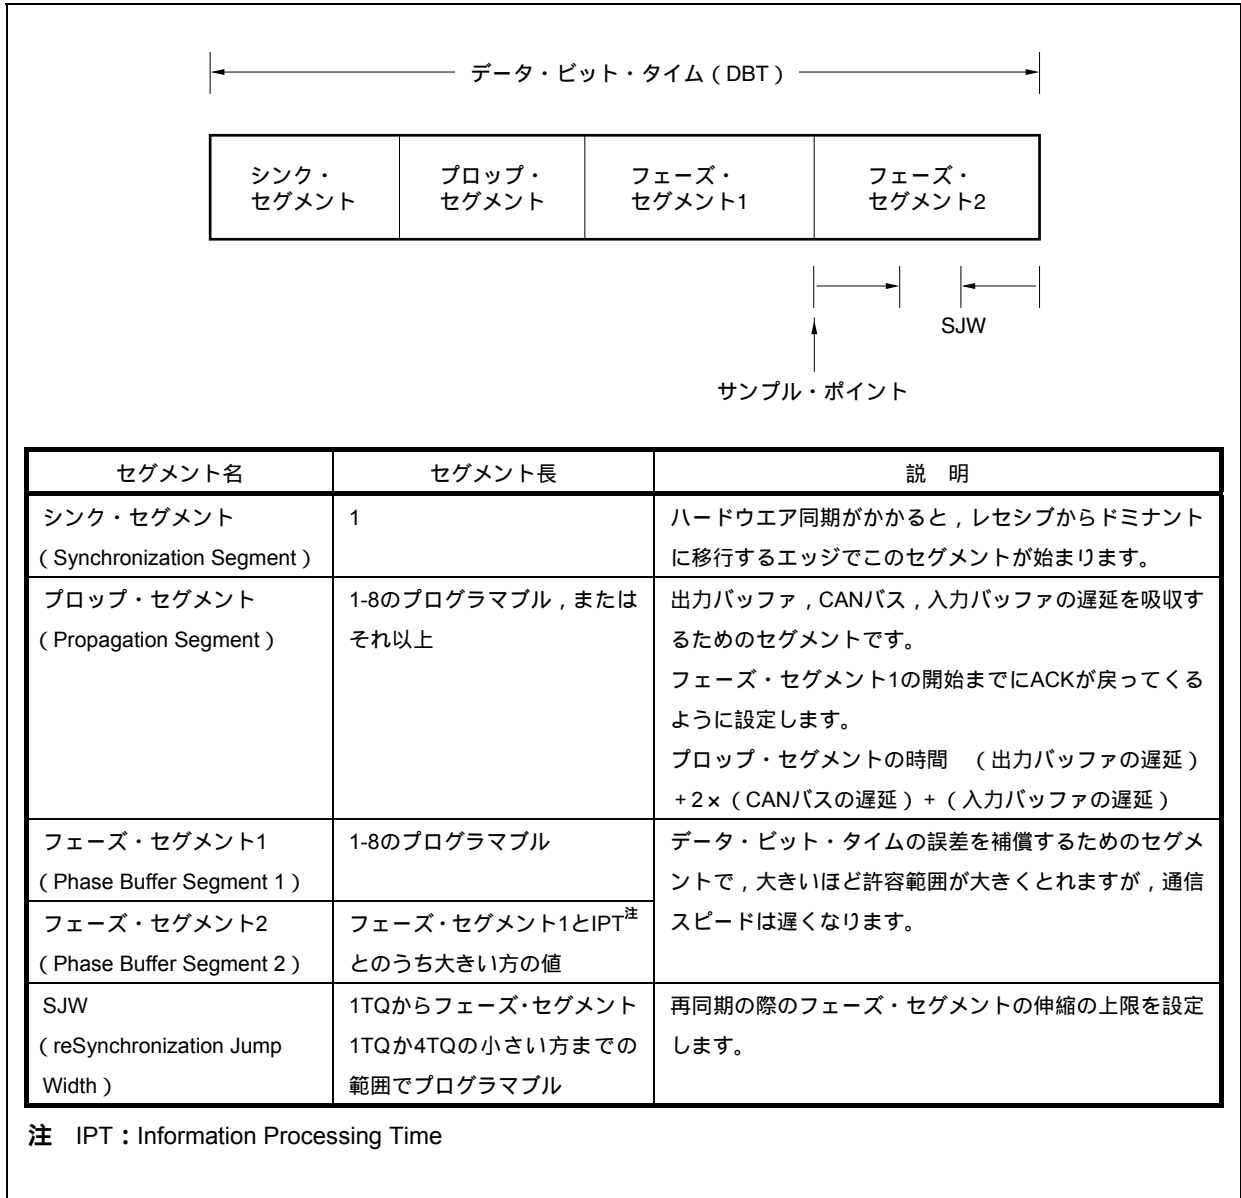 データ・ビット・タイム（DBT）
シンク・
セグメント
プロップ・
セグメント
フェーズ・
セグメント1
フェーズ・
セグメント2
SJW
サンプル・ポイント
セグメント名
セグメント長
説　明
シンク・セグメント
（Synchronization Segment）
1
ハードウエア同期がかかると，レセシブからドミナント
に移行するエッジでこのセグメントが始まります。
プロップ・セグメント
（Propagation Segment）
1-8のプログラマブル，または
それ以上
出力バッファ，CANバス，入力バッファの遅延を吸収す
るためのセグメントです。
フェーズ・セグメント1の開始までにACKが戻ってくる
ように設定します。
プロップ・セグメントの時間　（出力バッファの遅延）
+2×（CANバスの遅延）+（入力バッファの遅延）
フェーズ・セグメント1
（Phase Buffer Segment 1）
1-8のプログラマブル
データ・ビット・タイムの誤差を補償するためのセグメ
ントで，大きいほど許容範囲が大きくとれますが，通信
スピードは遅くなります。
フェーズ・セグメント2
（Phase Buffer Segment 2）
フェーズ・セグメント1とIPT注
とのうち大きい方の値
SJW
（reSynchronization Jump
Width）
1TQからフェーズ・セグメント
1TQか4TQの小さい方までの
範囲でプログラマブル
再同期の際のフェーズ・セグメントの伸縮の上限を設定
します。
注　IPT：Information Processing Time